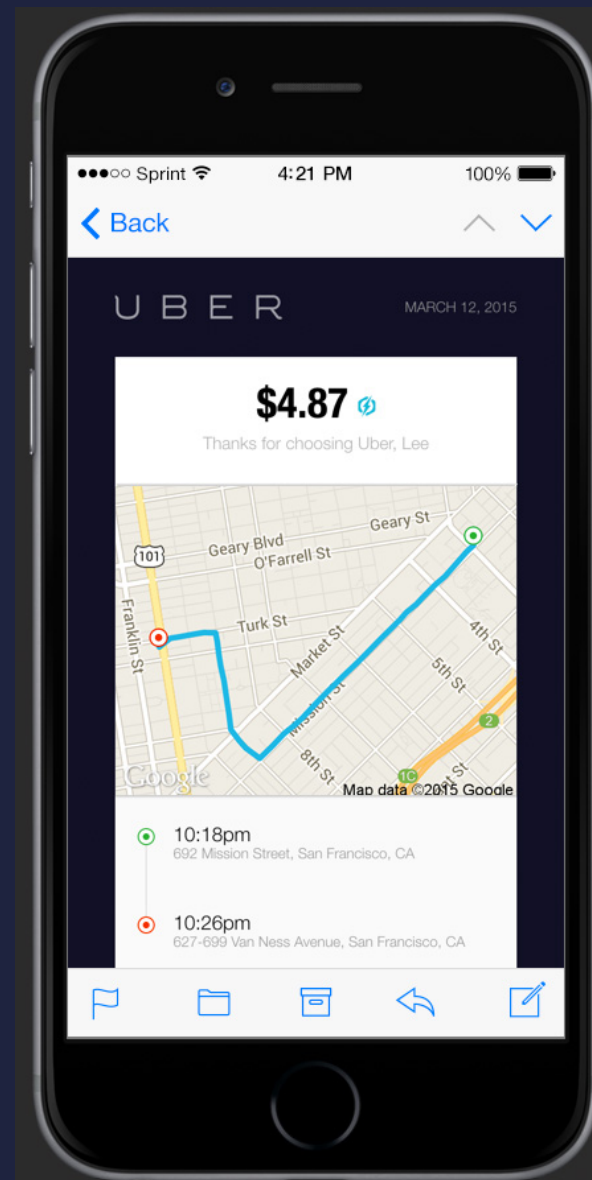 ●●●○○ Sprint 4:21 PM 100%
Back
UBER MARCH 12, 2015
$4.87
Thanks for choosing Uber, Lee
Geary St
Geary Blvd
101
O'Farrell St
Franklin St
Turk St
4th St
Market St
5th St
Mission St
2
8th St
1C
St
Google
Map data ©2015 Google
10:18pm
692 Mission Street, San Francisco, CA
10:26pm
627-699 Van Ness Avenue, San Francisco, CA